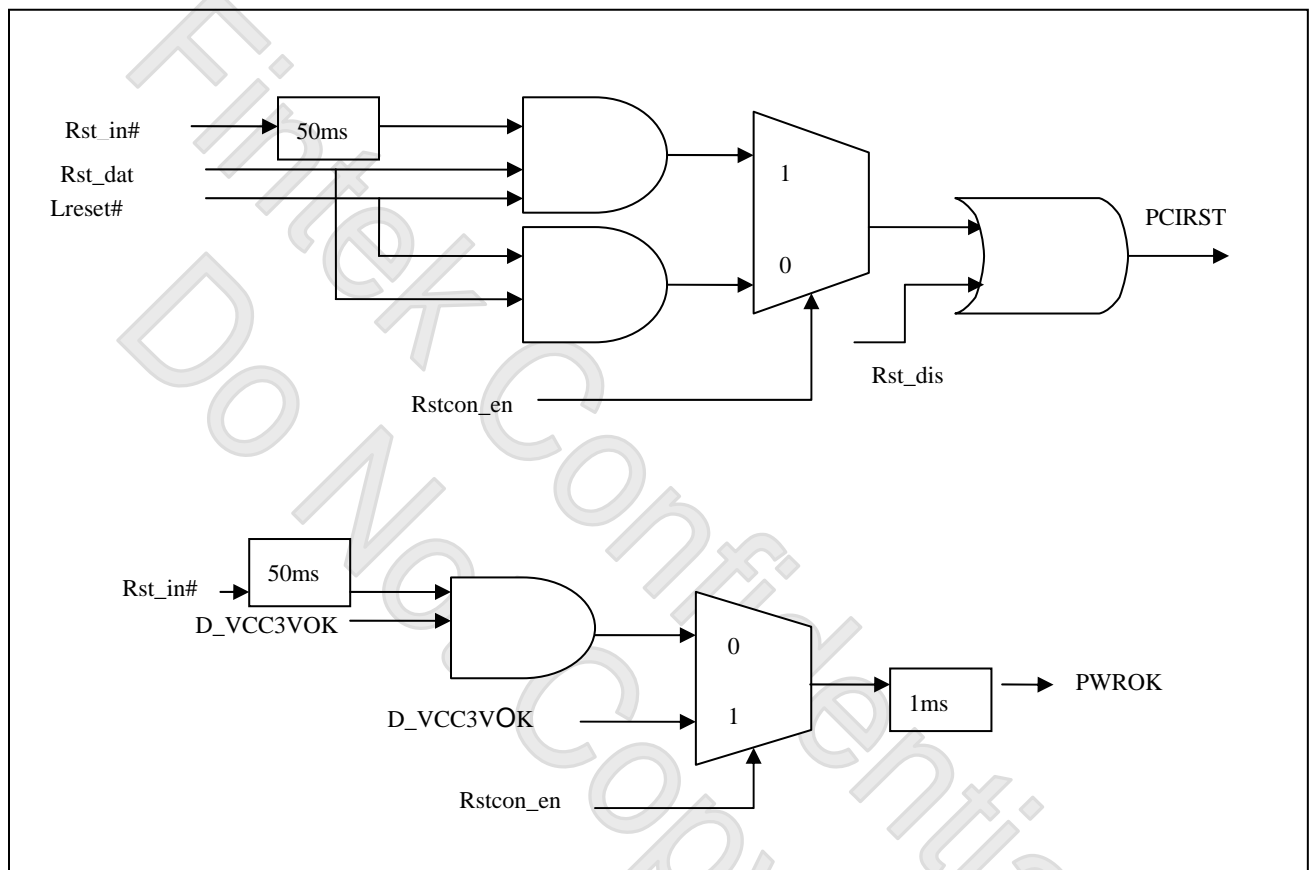 Rst_in#
50ms
Rst_dat
Lreset#
1
0
PCIRST
Rst_dis
Rstcon_en
Rst_in#
50ms
D_VCC3VOK
0
D_VCC3VOK
1
1ms
PWROK
Rstcon_en
Fintek Confidential
Do Not Copy